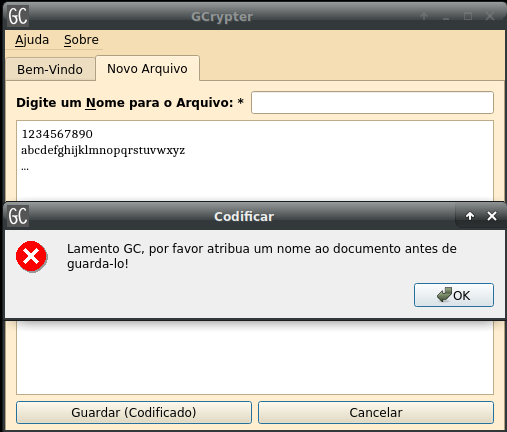 GC GCrypter
Ajuda Sobre
Bem-Vindo Novo Arquivo
Digite um Nome para o Arquivo: *
1234567890
abcdefghijklmnopqrstuvwxyz
...
GC Codificar
Lamento GC, por favor atribua um nome ao documento antes de
guarda-lo!
OK
Guardar (Codificado) Cancelar